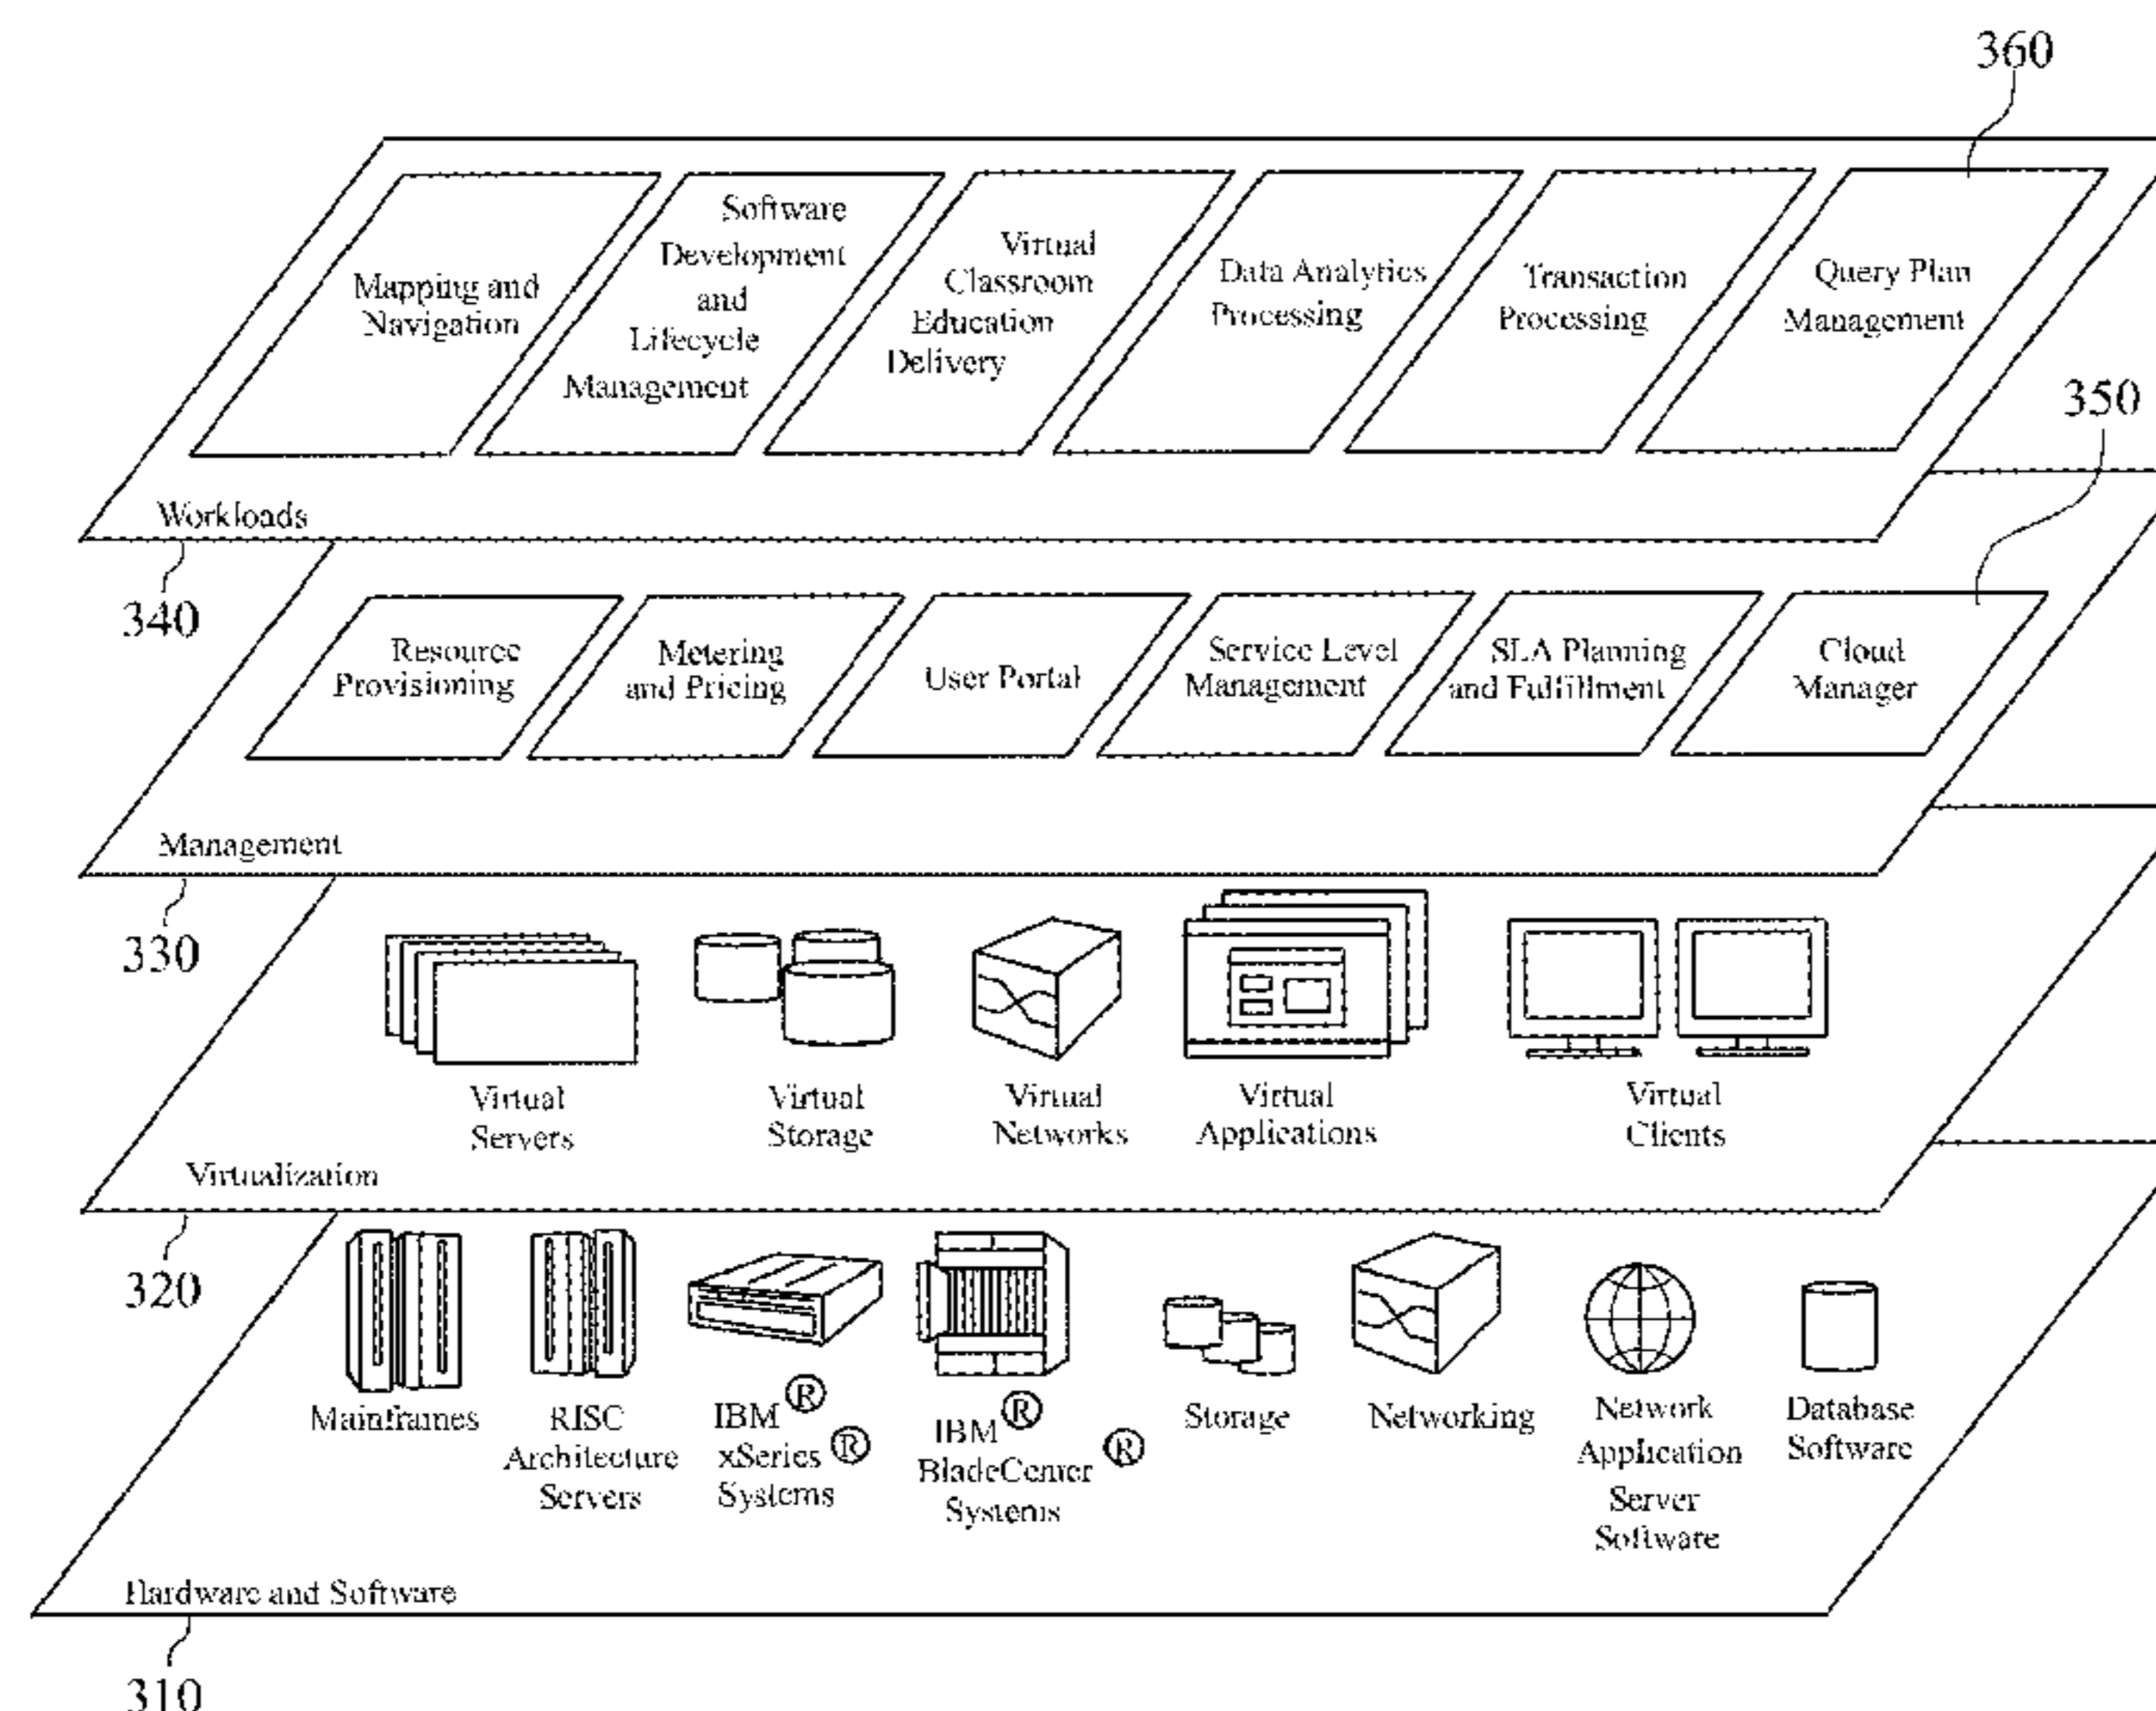 360
Mapping and
Navigation
Software
Development
and
Lifecycle
Management
Virtual
Classroom
Education
Delivery
Data Analytics
Processing
Transaction
Processing
Query Plan
Management
350
Workloads
340
Resource
Provisioning
Metering
and Pricing
User Portal
Service Level
Management
SLA Planning
and Fulfillment
Cloud
Manager
Management
330
Virtual
Servers
Virtual
Storage
Virtual
Networks
Virtual
Applications
Virtual
Clients
Virtualization
320
Mainframes
RISC
Architecture
Servers
IBM ®
xSeries ®
Systems
IBM ®
BladeCenter ®
Systems
Storage
Networking
Network
Application
Server
Software
Database
Software
Hardware and Software
310